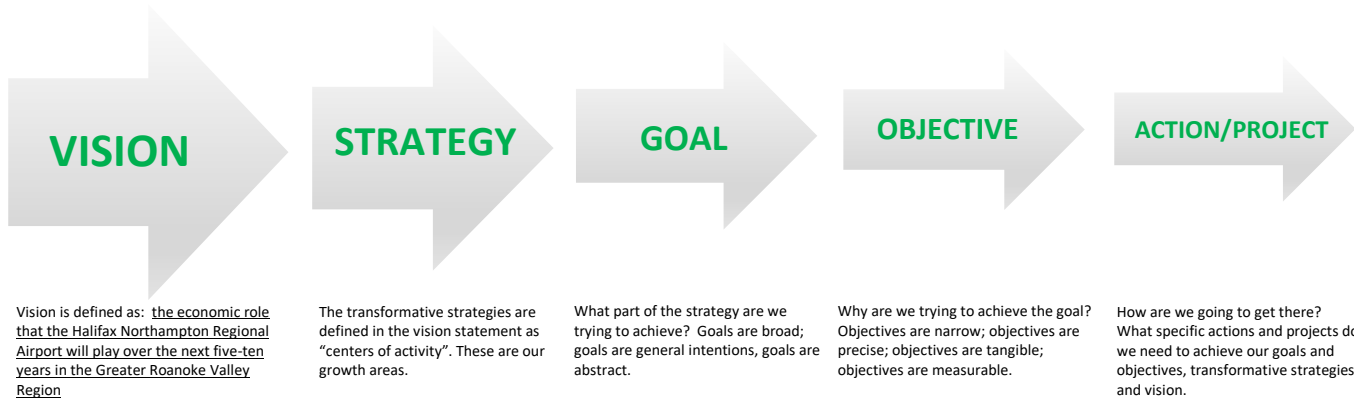 VISION
STRATEGY
GOAL
OBJECTIVE
ACTION/PROJECT
Vision is defined as: the economic role
that the Halifax Northampton Regional
Airport will play over the next five-ten
years in the Greater Roanoke Valley
Region
The transformative strategies are
defined in the vision statement as
“centers of activity”. These are our
growth areas.
What part of the strategy are we
trying to achieve? Goals are broad;
goals are general intentions, goals are
abstract.
Why are we trying to achieve the goal?
Objectives are narrow; objectives are
precise; objectives are tangible;
objectives are measurable.
How are we going to get there?
What specific actions and projects do
we need to achieve our goals and
objectives, transformative strategies
and vision.